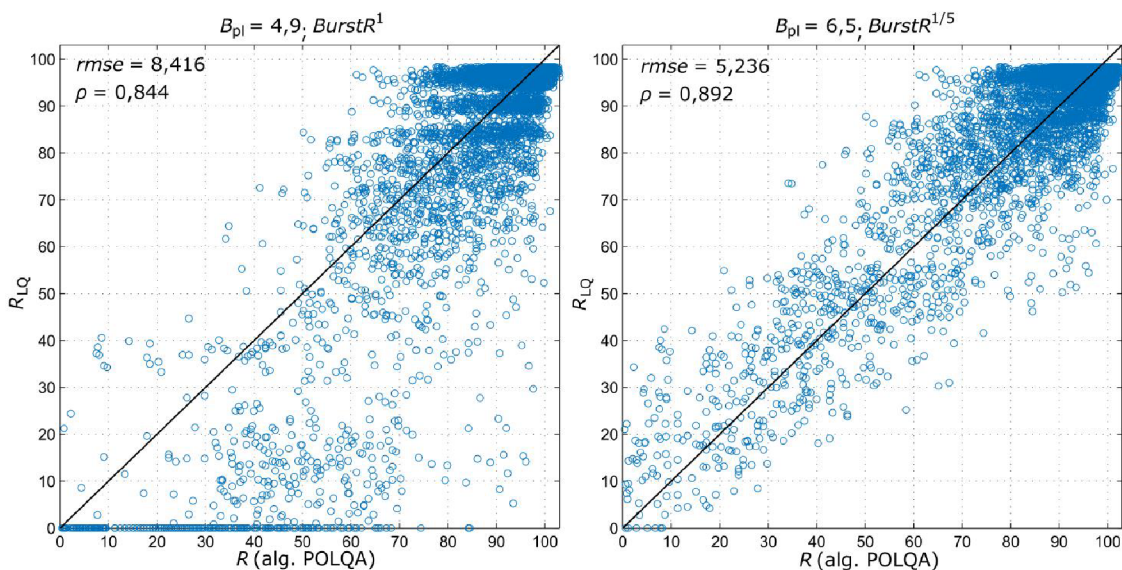 B_pl = 4,9; BurstR^1
rmse = 8,416
ρ = 0,844
100
90
80
70
60
50
40
30
20
10
0
R_LQ
0 10 20 30 40 50 60 70 80 90 100
R (alg. POLQA)
B_pl = 6,5; BurstR^1/5
rmse = 5,236
ρ = 0,892
100
90
80
70
60
50
40
30
20
10
0
R_LQ
0 10 20 30 40 50 60 70 80 90 100
R (alg. POLQA)